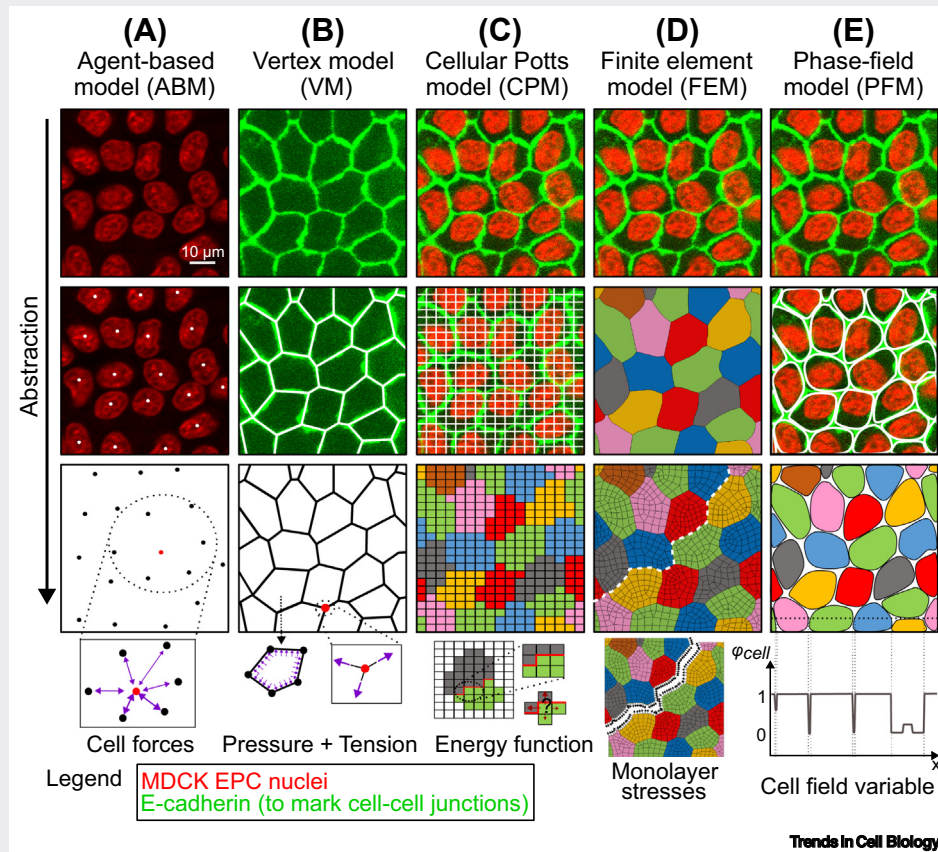 (A)
Agent-based
model (ABM)
(B)
Vertex model
(VM)
(C)
Cellular Potts
model (CPM)
(D)
Finite element
model (FEM)
(E)
Phase-field
model (PFM)
Abstraction
10 μm
?
φcell
1
0
x
Cell forces
Pressure + Tension
Energy function
Monolayer
stresses
Cell field variable
Legend
MDCK EPC nuclei
E-cadherin (to mark cell-cell junctions)
Trends in Cell Biology